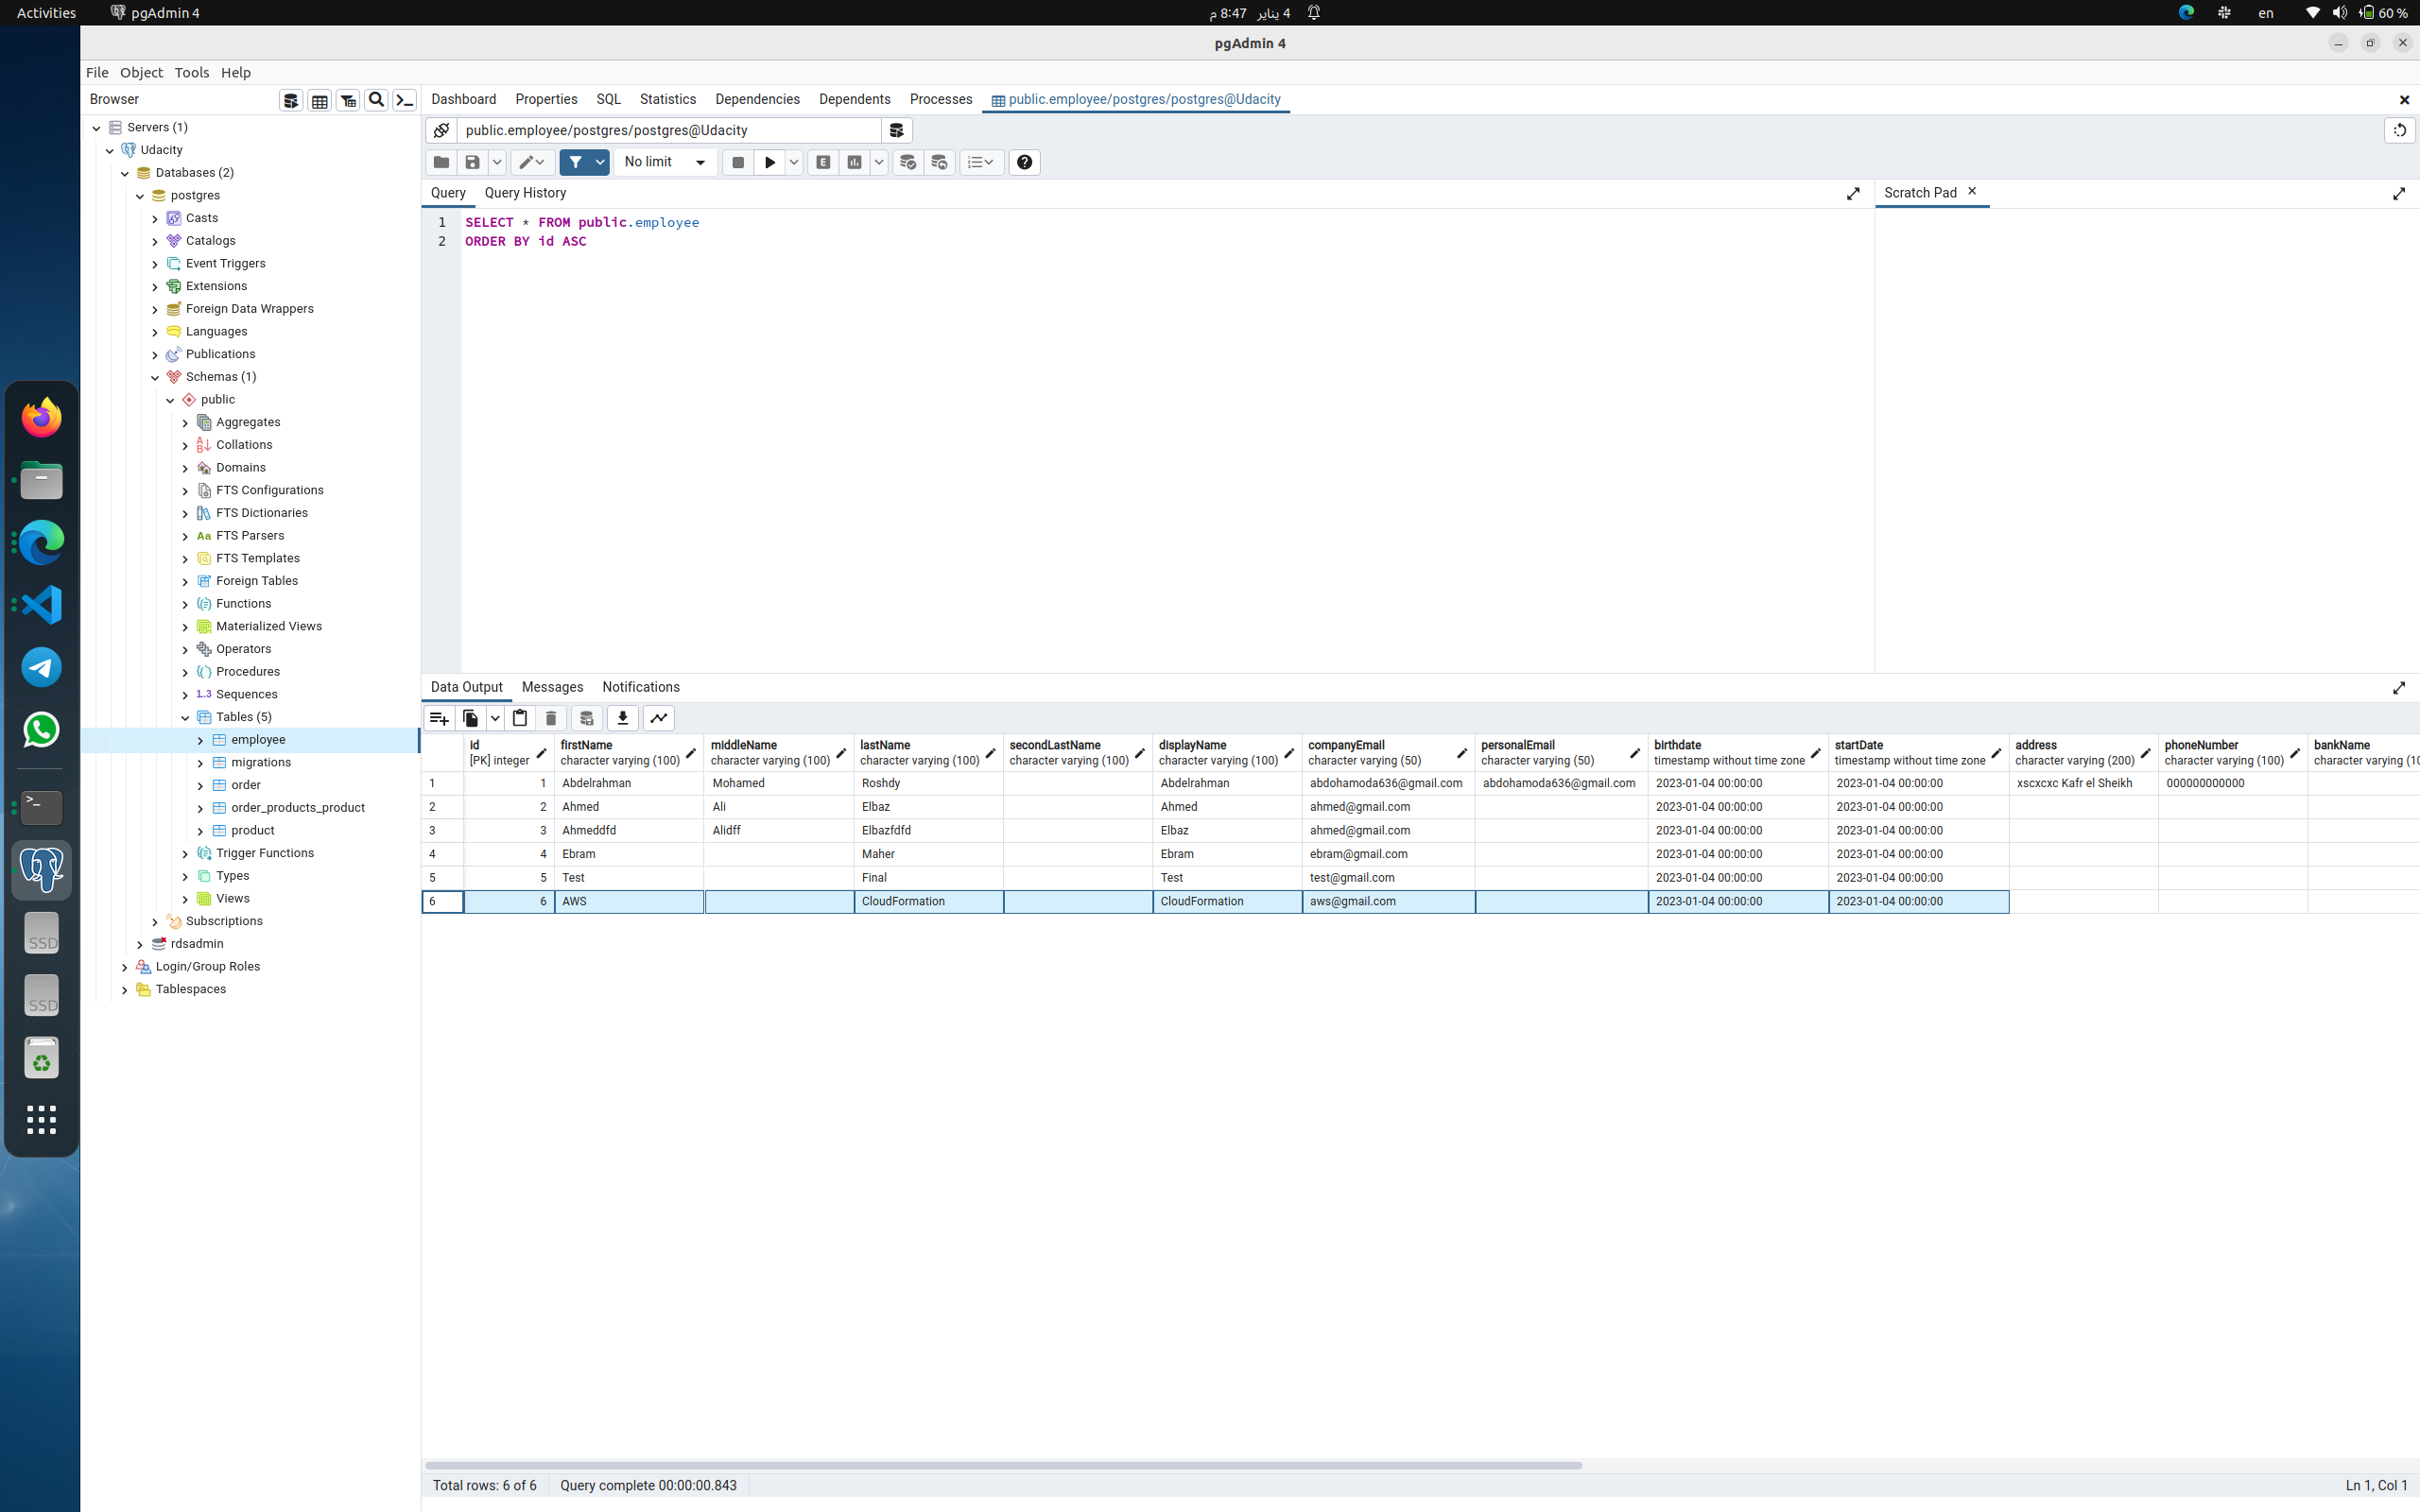 Activities pgAdmin 4 4 يناير 8:47 م en 60 %
pgAdmin 4
File Object Tools Help
Browser
Servers (1)
Udacity
Databases (2)
postgres
Casts
Catalogs
Event Triggers
Extensions
Foreign Data Wrappers
Languages
Publications
Schemas (1)
public
Aggregates
Collations
Domains
FTS Configurations
FTS Dictionaries
Aa FTS Parsers
FTS Templates
Foreign Tables
Functions
Materialized Views
Operators
Procedures
1..3 Sequences
Tables (5)
employee
migrations
order
order_products_product
product
Trigger Functions
Types
Views
Subscriptions
rdsadmin
Login/Group Roles
Tablespaces
SSD
SSD
Dashboard Properties SQL Statistics Dependencies Dependents Processes public.employee/postgres/postgres@Udacity
public.employee/postgres/postgres@Udacity
No limit E
Query Query History
Scratch Pad
1 SELECT * FROM public.employee
2 ORDER BY id ASC
Data Output Messages Notifications
id firstName middleName lastName secondLastName displayName companyEmail personalEmail birthdate startDate address phoneNumber bankName
[PK] integer character varying (100) character varying (100) character varying (100) character varying (100) character varying (100) character varying (50) character varying (50) timestamp without time zone timestamp without time zone character varying (200) character varying (100) character varying (10
1 1 Abdelrahman Mohamed Roshdy Abdelrahman abdohamoda636@gmail.com abdohamoda636@gmail.com 2023-01-04 00:00:00 2023-01-04 00:00:00 xscxcxc Kafr el Sheikh 000000000000
2 2 Ahmed Ali Elbaz Ahmed ahmed@gmail.com 2023-01-04 00:00:00 2023-01-04 00:00:00
3 3 Ahmeddfd Alidff Elbazfdfd Elbaz ahmed@gmail.com 2023-01-04 00:00:00 2023-01-04 00:00:00
4 4 Ebram Maher Ebram ebram@gmail.com 2023-01-04 00:00:00 2023-01-04 00:00:00
5 5 Test Final Test test@gmail.com 2023-01-04 00:00:00 2023-01-04 00:00:00
6 6 AWS CloudFormation CloudFormation aws@gmail.com 2023-01-04 00:00:00 2023-01-04 00:00:00
Total rows: 6 of 6 Query complete 00:00:00.843 Ln 1, Col 1